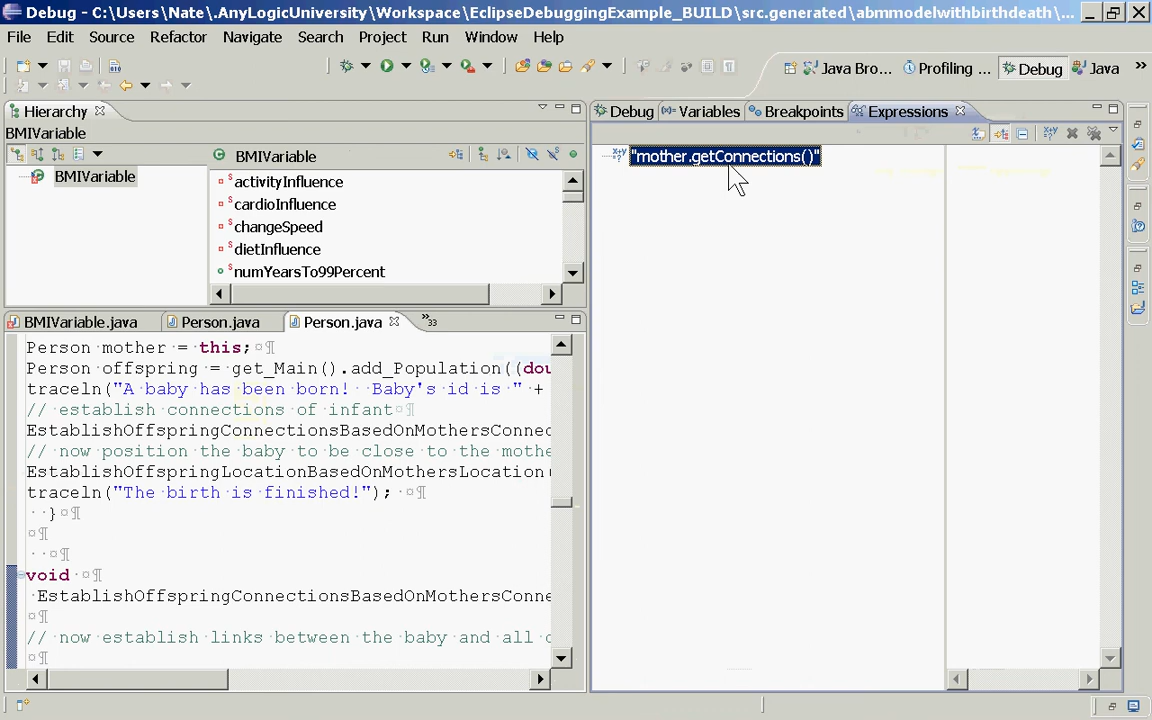 Debug - C:\Users\Nate\.AnyLogicUniversity\Workspace\EclipseDebuggingExample_BUILD\src.generated\abmmodelwithbirthdeath\...
File Edit Source Refactor Navigate Search Project Run Window Help
Java Bro... Profiling ... Debug Java »
Hierarchy
BMIVariable
BMIVariable
BMIVariable
activityInfluence
cardioInfluence
changeSpeed
dietInfluence
numYearsTo99Percent
Debug Variables Breakpoints Expressions
"mother.getConnections()"
BMIVariable.java Person.java Person.java »33
Person mother = this;¤¶
Person offspring = get_Main().add_Population((dou
traceln("A baby has been born!  Baby's id is " +
// establish connections of infant¤¶
EstablishOffspringConnectionsBasedOnMothersConnec
// now position the baby to be close to the mothe
EstablishOffspringLocationBasedOnMothersLocation(
traceln("The birth is finished!"); ¤¶
}¤¶
¤¶
¤¶
void ¤¶
EstablishOffspringConnectionsBasedOnMothersConne
¤¶
// now establish links between the baby and all o
¤¶